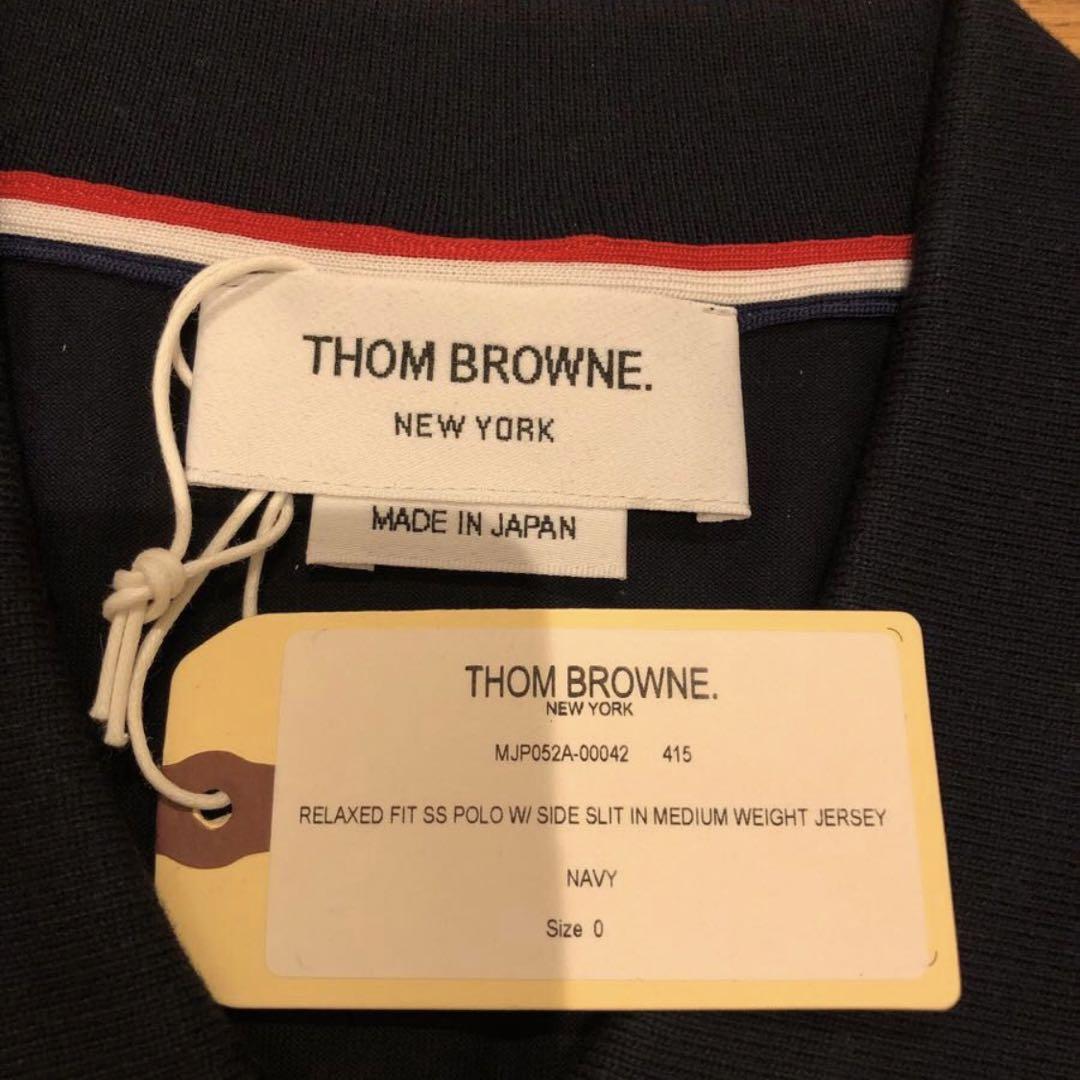 THOM BROWNE.
NEW YORK
MADE IN JAPAN
THOM BROWNE.
NEW YORK
MJP052A-00042 415
RELAXED FIT SS POLO W/ SIDE SLIT IN MEDIUM WEIGHT JERSEY
NAVY
Size 0